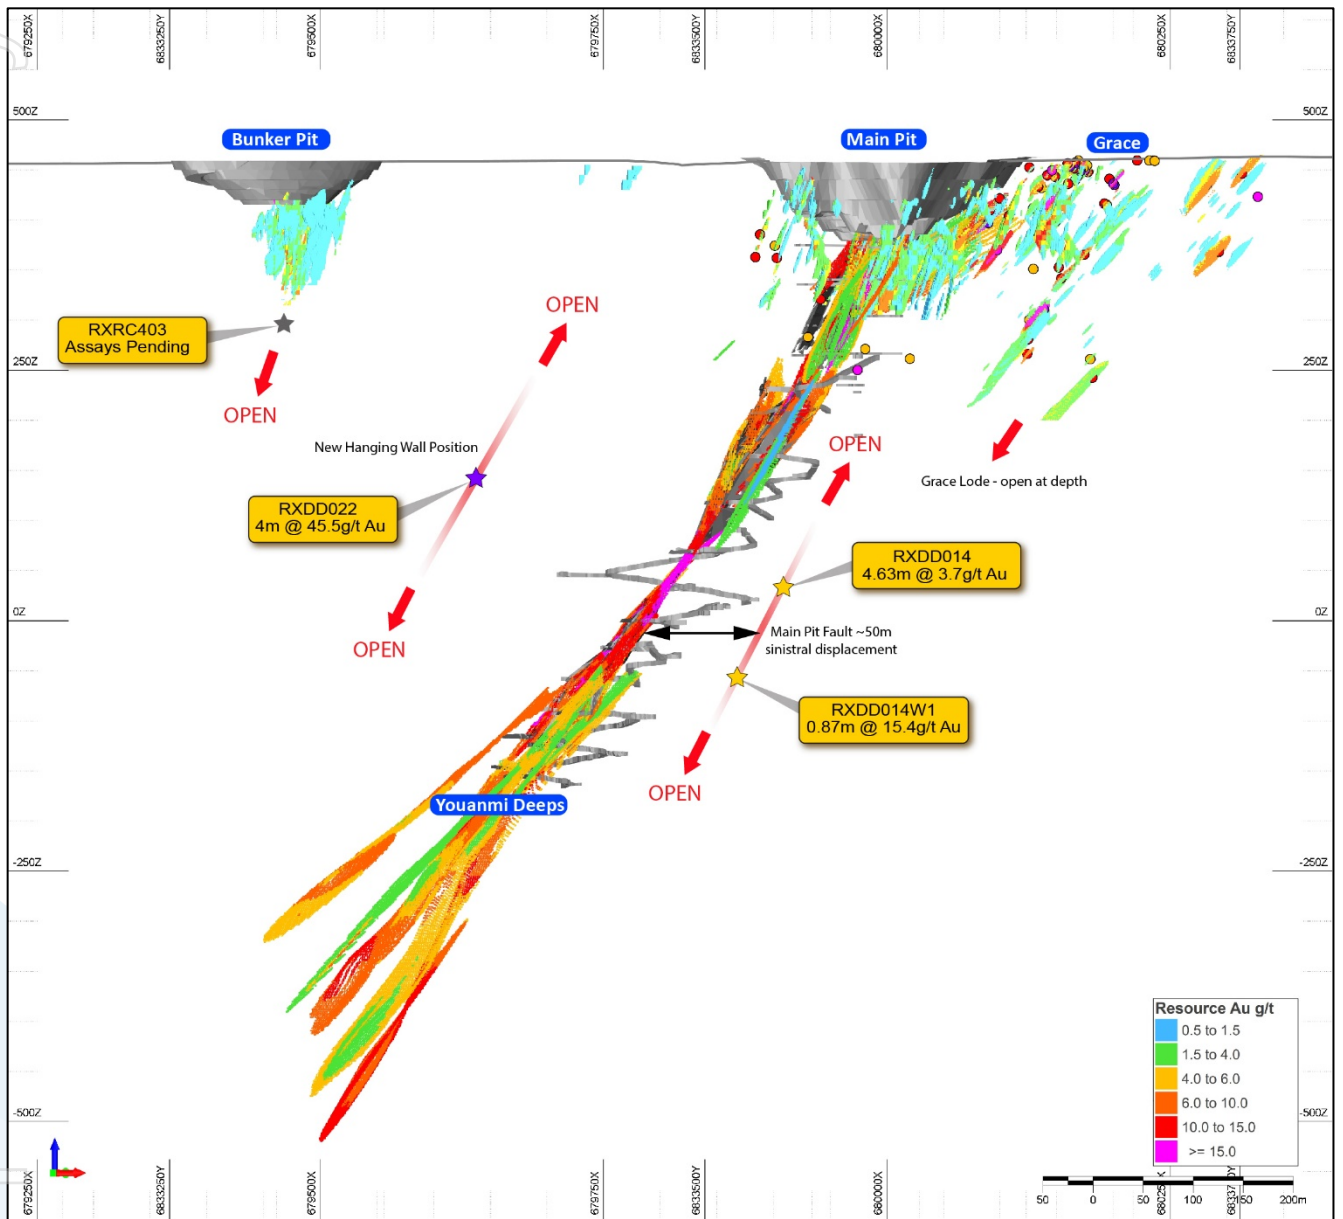 679250X
6833250Y
679500X
679750X
6833500Y
680000X
680250X
6833750Y
500Z
500Z
Bunker Pit
Main Pit
Grace
OPEN
RXRC403
Assays Pending
250Z
250Z
OPEN
New Hanging Wall Position
OPEN
Grace Lode - open at depth
RXDD022
4m @ 45.5g/t Au
RXDD014
4.63m @ 3.7g/t Au
0Z
0Z
OPEN
Main Pit Fault ~50m
sinistral displacement
RXDD014W1
0.87m @ 15.4g/t Au
OPEN
Youanmi Deeps
-250Z
-250Z
Resource Au g/t
0.5 to 1.5
1.5 to 4.0
4.0 to 6.0
6.0 to 10.0
10.0 to 15.0
>= 15.0
-500Z
-500Z
679250X
6833250Y
679500X
679750X
6833500Y
680000X
680250X
50
0
50
100
150
200m